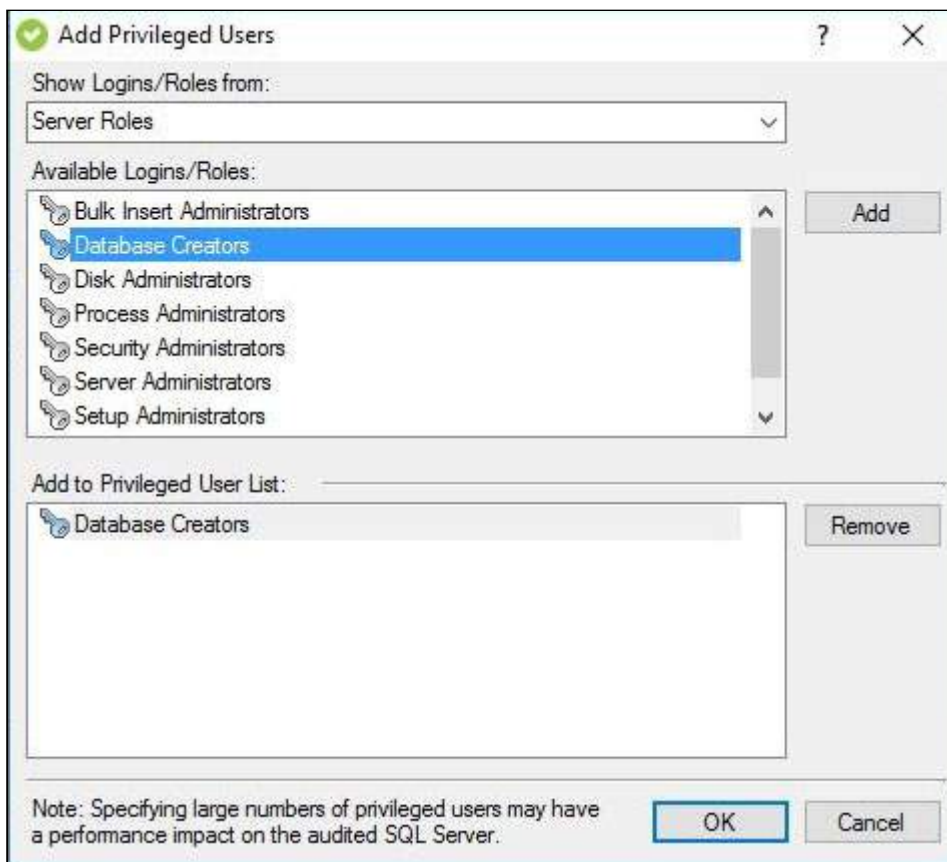 Add Privileged Users
?
Show Logins/Roles from:
Server Roles
Available Logins/Roles:
Bulk Insert Administrators
Database Creators
Disk Administrators
Process Administrators
Security Administrators
Server Administrators
Setup Administrators
Add
Add to Privileged User List:
Database Creators
Remove
Note: Specifying large numbers of privileged users may have
a performance impact on the audited SQL Server.
OK
Cancel